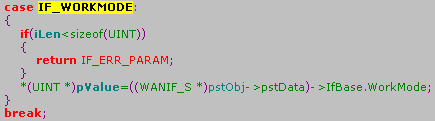 case IF_WORKMODE:
{
if(iLen<sizeof(UINT))
{
return IF_ERR_PARAM;
}
*(UINT *)pValue=((WANIF_S *)pstObj->pstData)->IfBase.WorkMode;
}
break;